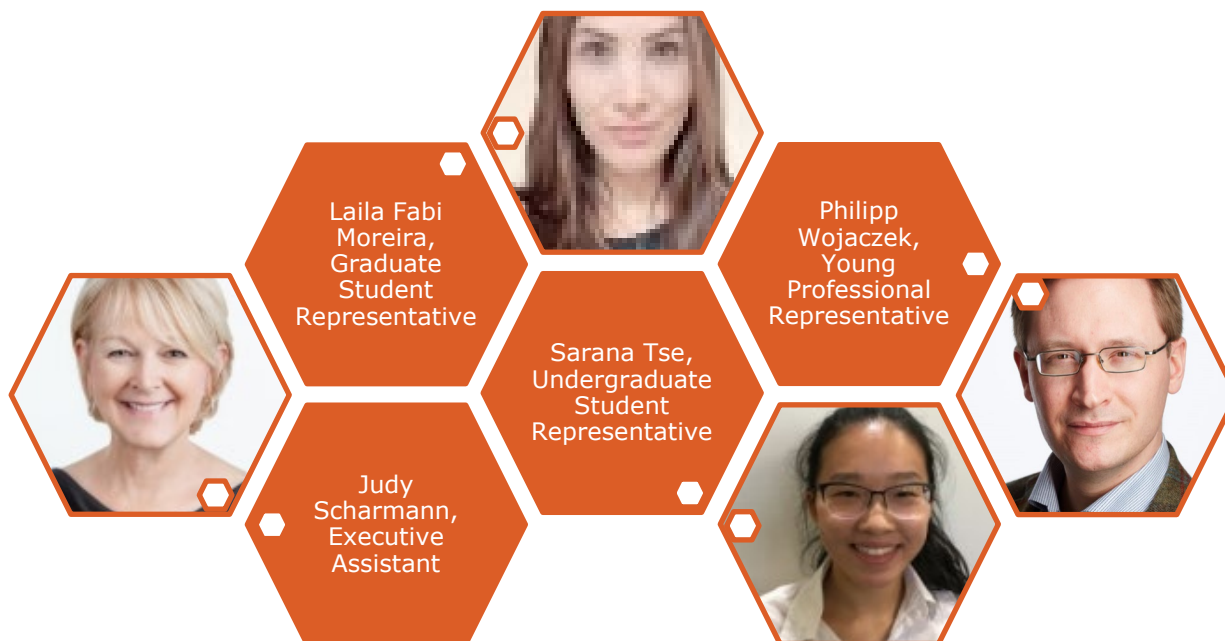 Laila Fabi
Moreira,
Graduate
Student
Representative
Philipp
Wojaczek,
Young
Professional
Representative
Sarana Tse,
Undergraduate
Student
Representative
Judy
Scharmann,
Executive
Assistant